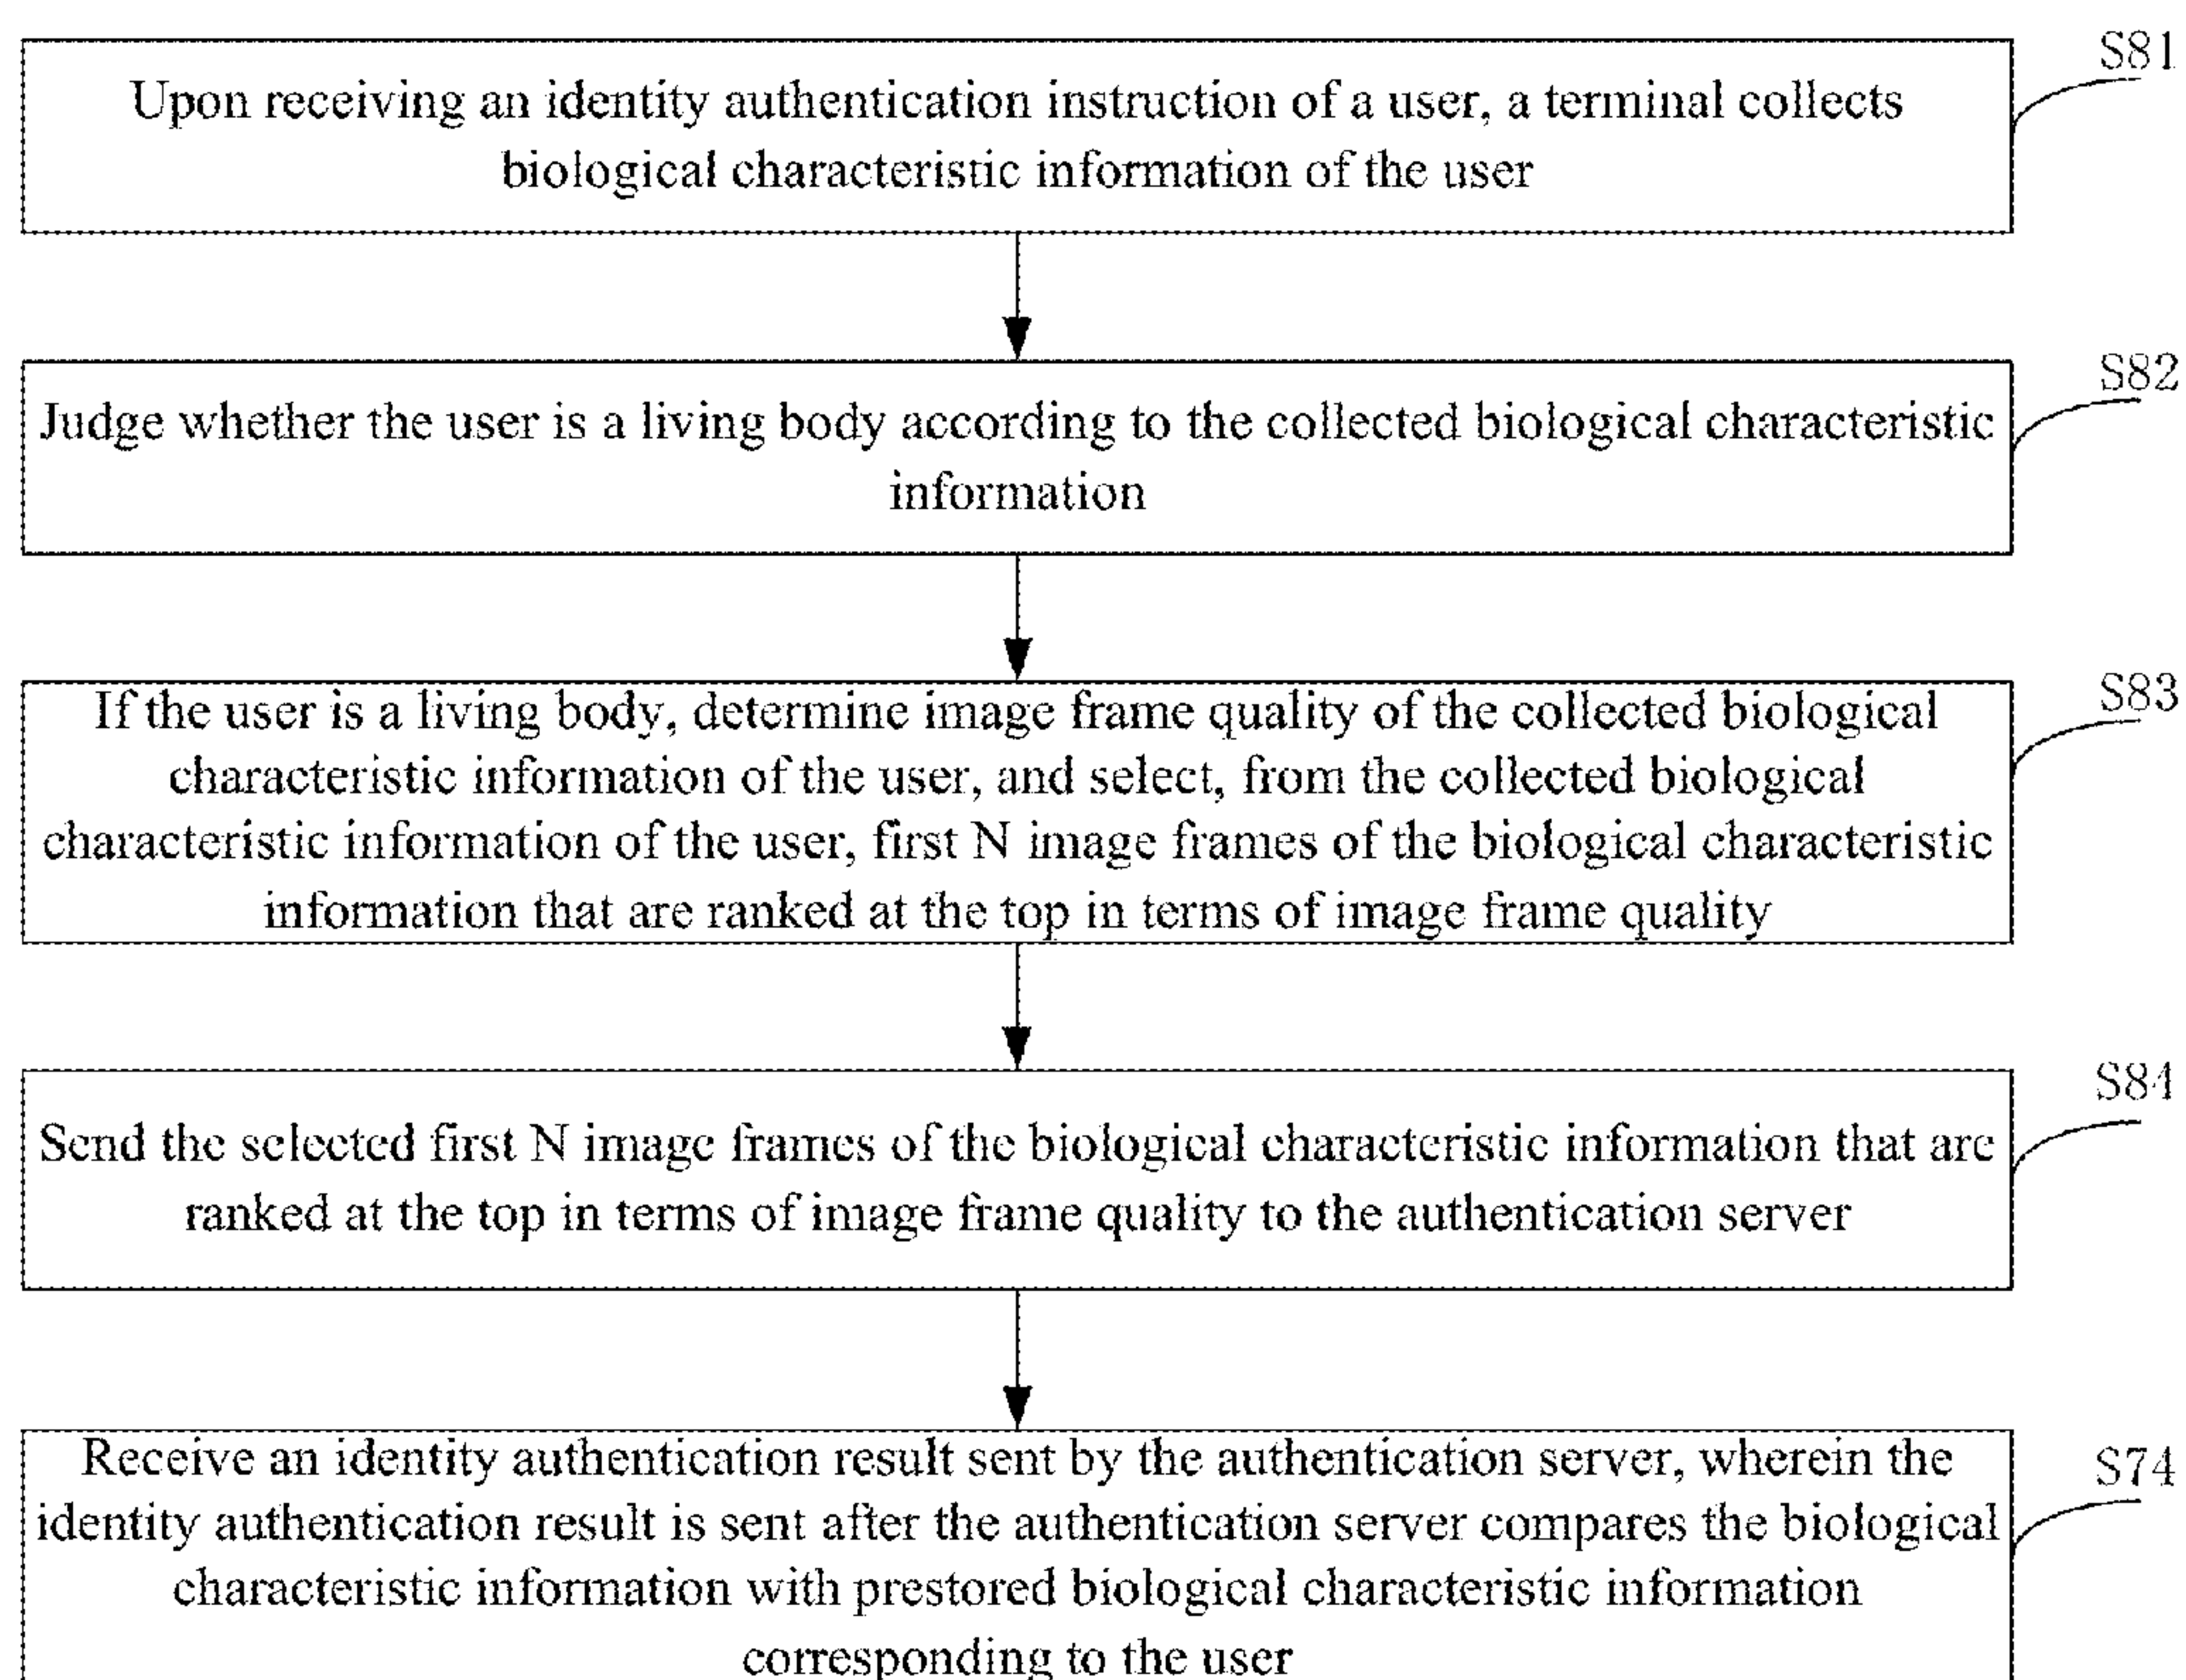 S81
Upon receiving an identity authentication instruction of a user, a terminal collects
biological characteristic information of the user
S82
Judge whether the user is a living body according to the collected biological characteristic
information
S83
If the user is a living body, determine image frame quality of the collected biological
characteristic information of the user, and select, from the collected biological
characteristic information of the user, first N image frames of the biological characteristic
information that are ranked at the top in terms of image frame quality
S84
Send the selected first N image frames of the biological characteristic information that are
ranked at the top in terms of image frame quality to the authentication server
S74
Receive an identity authentication result sent by the authentication server, wherein the
identity authentication result is sent after the authentication server compares the biological
characteristic information with prestored biological characteristic information
corresponding to the user